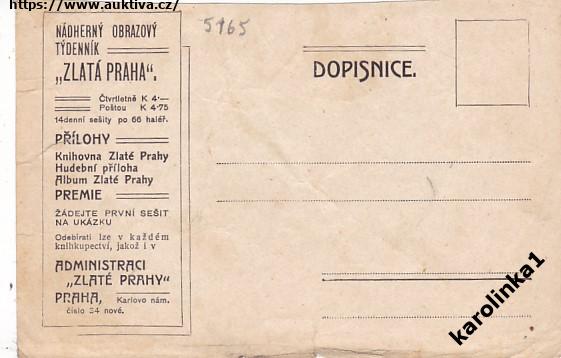 https://www.auktiva.cz/
5165
NÁDHERNÝ OBRAZOVÝ
TÝDENNÍK
„ZLATÁ PRAHA“.
Čtvrtletně K 4·—
Poštou K 4·75
14denní sešity po 66 haléř.
PŘÍLOHY
Knihovna Zlaté Prahy
Hudební příloha
Album Zlaté Prahy
PREMIE
ŽÁDEJTE PRVNÍ SEŠIT
NA UKÁZKU
Odebírati lze v každém
knihkupectví, jakož i v
ADMINISTRACI
„ZLATÉ PRAHY“
PRAHA, Karlovo nám.
číslo 34 nové.
DOPISNICE.
karolinka1